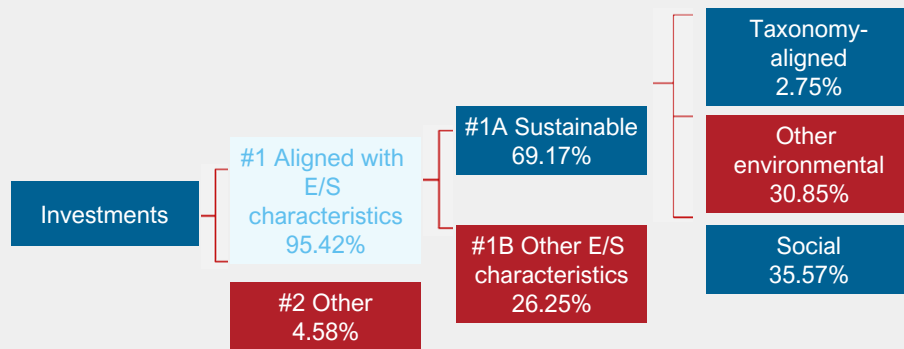 Investments
#1 Aligned with
E/S
characteristics
95.42%
#2 Other
4.58%
#1A Sustainable
69.17%
#1B Other E/S
characteristics
26.25%
Taxonomy-
aligned
2.75%
Other
environmental
30.85%
Social
35.57%